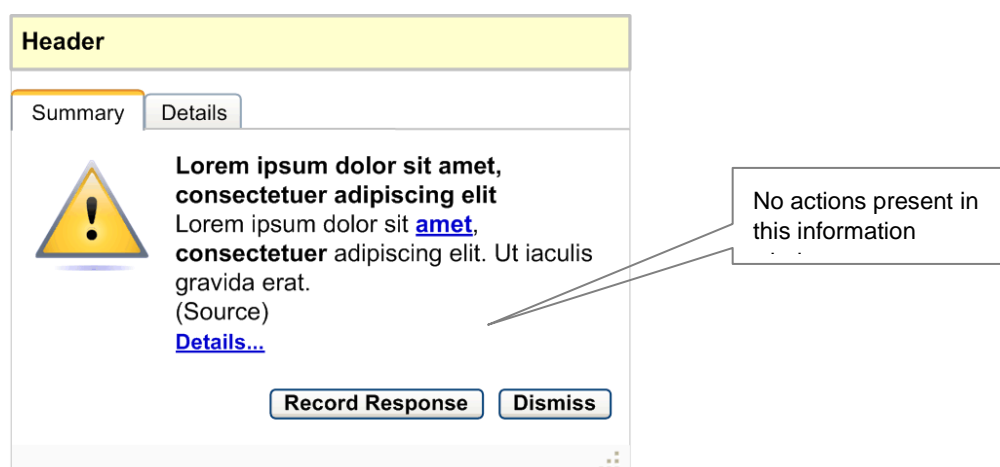 Header
Summary Details
Lorem ipsum dolor sit amet,
consectetuer adipiscing elit
Lorem ipsum dolor sit amet,
consectetuer adipiscing elit. Ut iaculis
gravida erat.
(Source)
Details...
Record Response Dismiss
No actions present in
this information